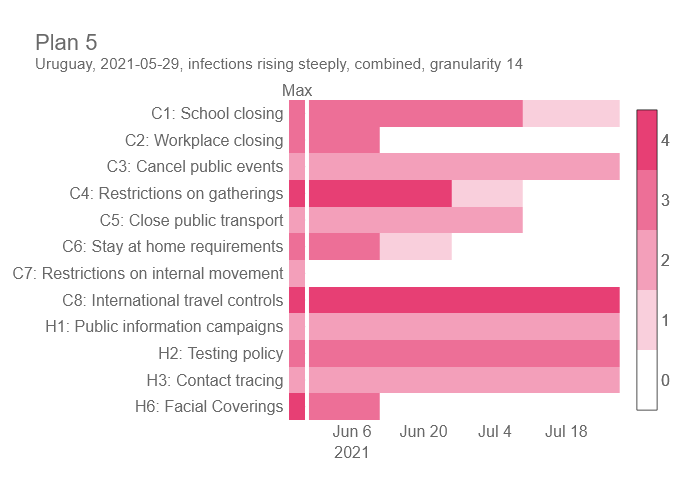 Plan 5
Uruguay, 2021-05-29, infections rising steeply, combined, granularity 14
Max
C1: School closing
C2: Workplace closing
C3: Cancel public events
C4: Restrictions on gatherings
C5: Close public transport
C6: Stay at home requirements
C7: Restrictions on internal movement
C8: International travel controls
H1: Public information campaigns
H2: Testing policy
H3: Contact tracing
H6: Facial Coverings
Jun 6 Jun 20 Jul 4 Jul 18
2021
4
3
2
1
0